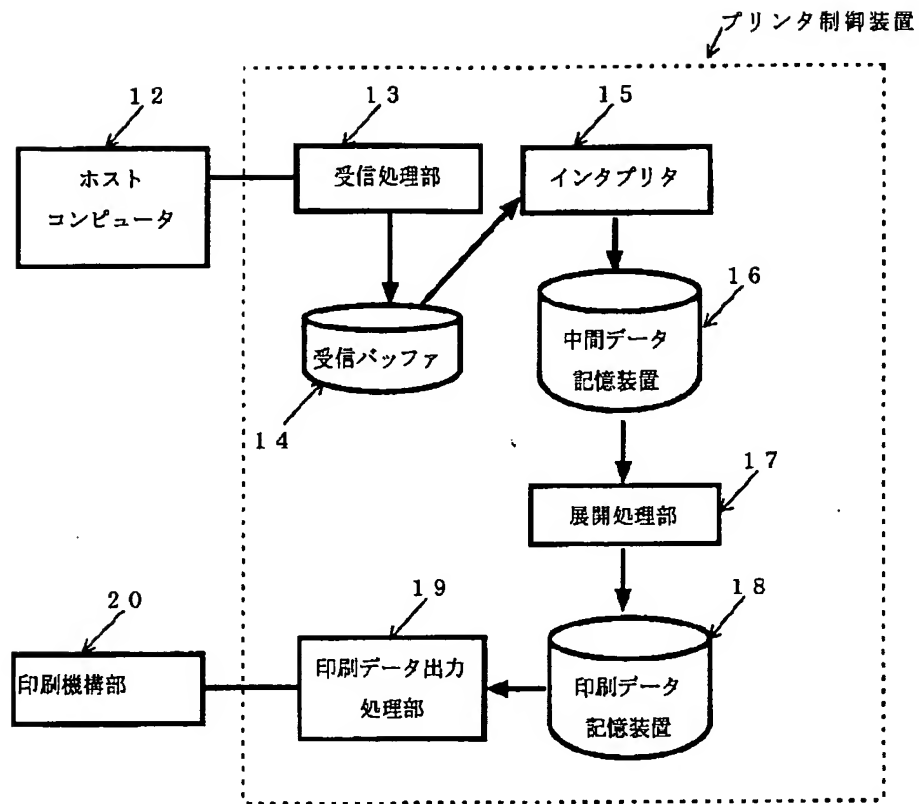 プリンタ制御装置
12
ホスト
コンピュータ
13
受信処理部
15
インタプリタ
14
受信バッファ
16
中間データ
記憶装置
17
展開処理部
18
印刷データ
記憶装置
19
印刷データ出力
処理部
20
印刷機構部